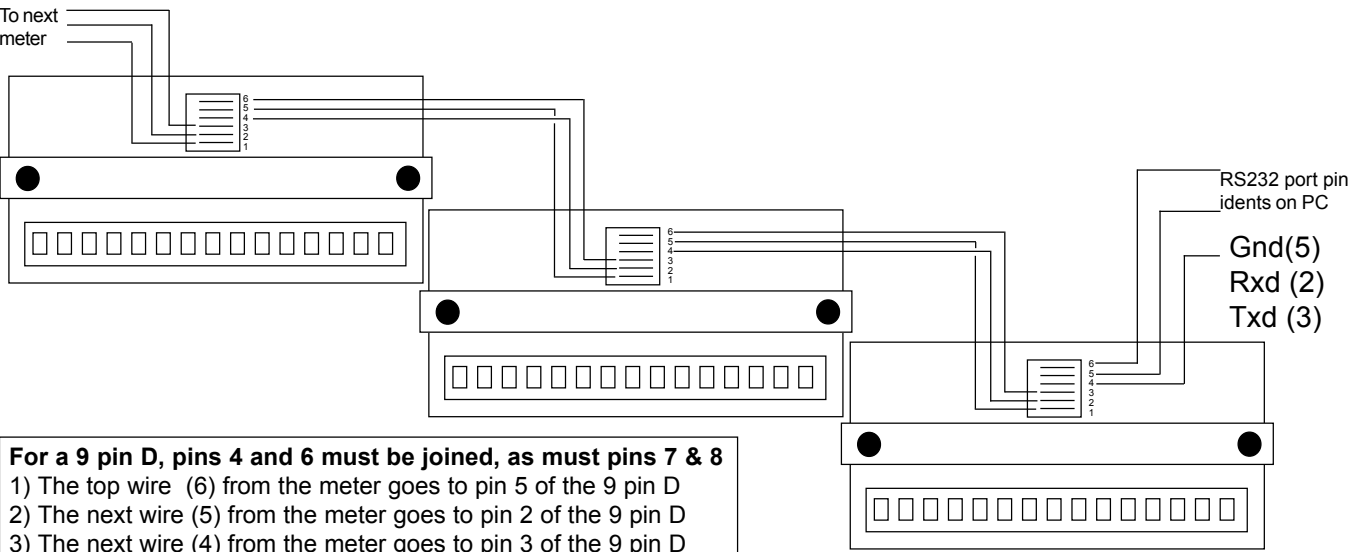 To next
meter
6
5
4
3
2
1
6
5
4
3
2
1
RS232 port pin
idents on PC
Gnd(5)
Rxd (2)
Txd (3)
6
5
4
3
2
1
For a 9 pin D, pins 4 and 6 must be joined, as must pins 7 & 8
1) The top wire (6) from the meter goes to pin 5 of the 9 pin D
2) The next wire (5) from the meter goes to pin 2 of the 9 pin D
3) The next wire (4) from the meter goes to pin 3 of the 9 pin D